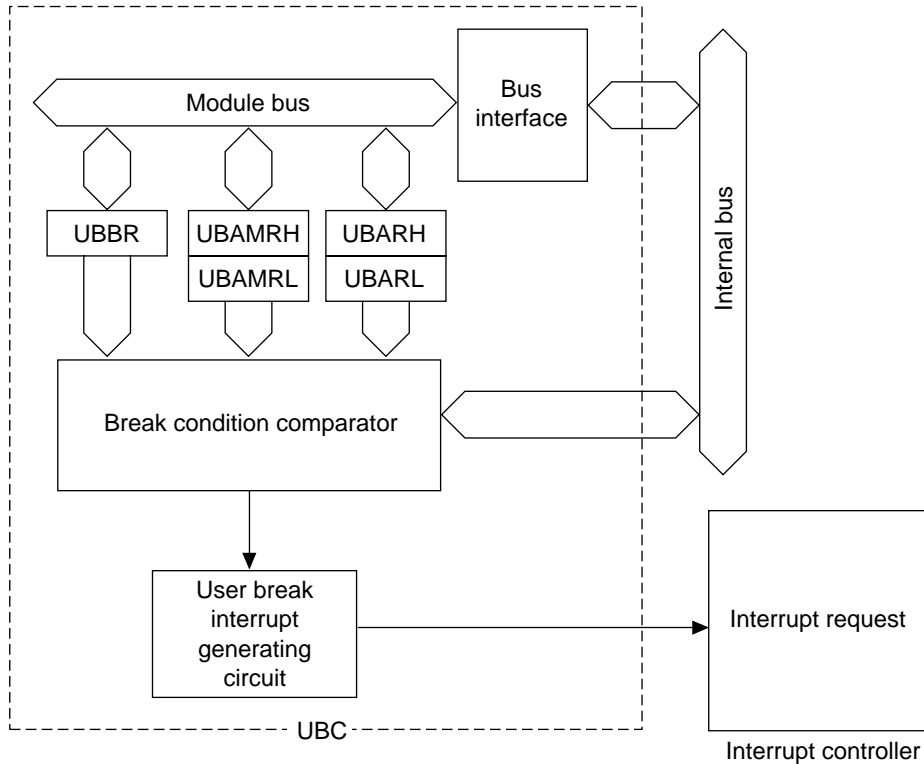 Module bus
Bus
interface
UBBR
UBAMRH
UBARH
UBAMRL
UBARL
Internal bus
Break condition comparator
User break
interrupt
generating
circuit
Interrupt request
UBC
Interrupt controller